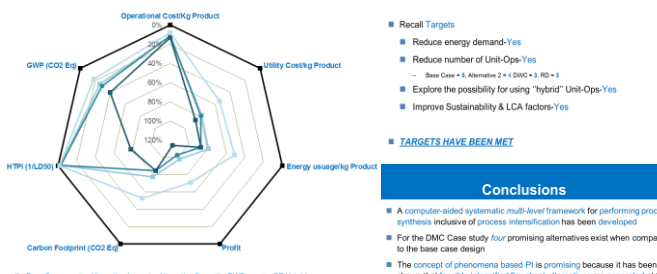 Operational Cost/Kg Product
0%
20%
40%
60%
80%
100%
120%
GWP (CO2 Eq)
Utility Cost/kg Product
HTPI (1/LD50)
Energy usuage/kg Product
Carbon Footprint (CO2 Eq)
Profit
Recall Targets
Reduce energy demand-Yes
Reduce number of Unit-Ops-Yes
– Base Case = 5, Alternative 2 = 4 DWC = 3, RD = 3
Explore the possibility for using "hybrid" Unit-Ops-Yes
Improve Sustainability & LCA factors-Yes
TARGETS HAVE BEEN MET
Conclusions
A computer-aided systematic multi-level framework for performing
synthesis inclusive of process intensification has been developed
For the DMC Case study four promising alternatives exist when
to the base case design
The concept of phenomena based PI is promising because it has been